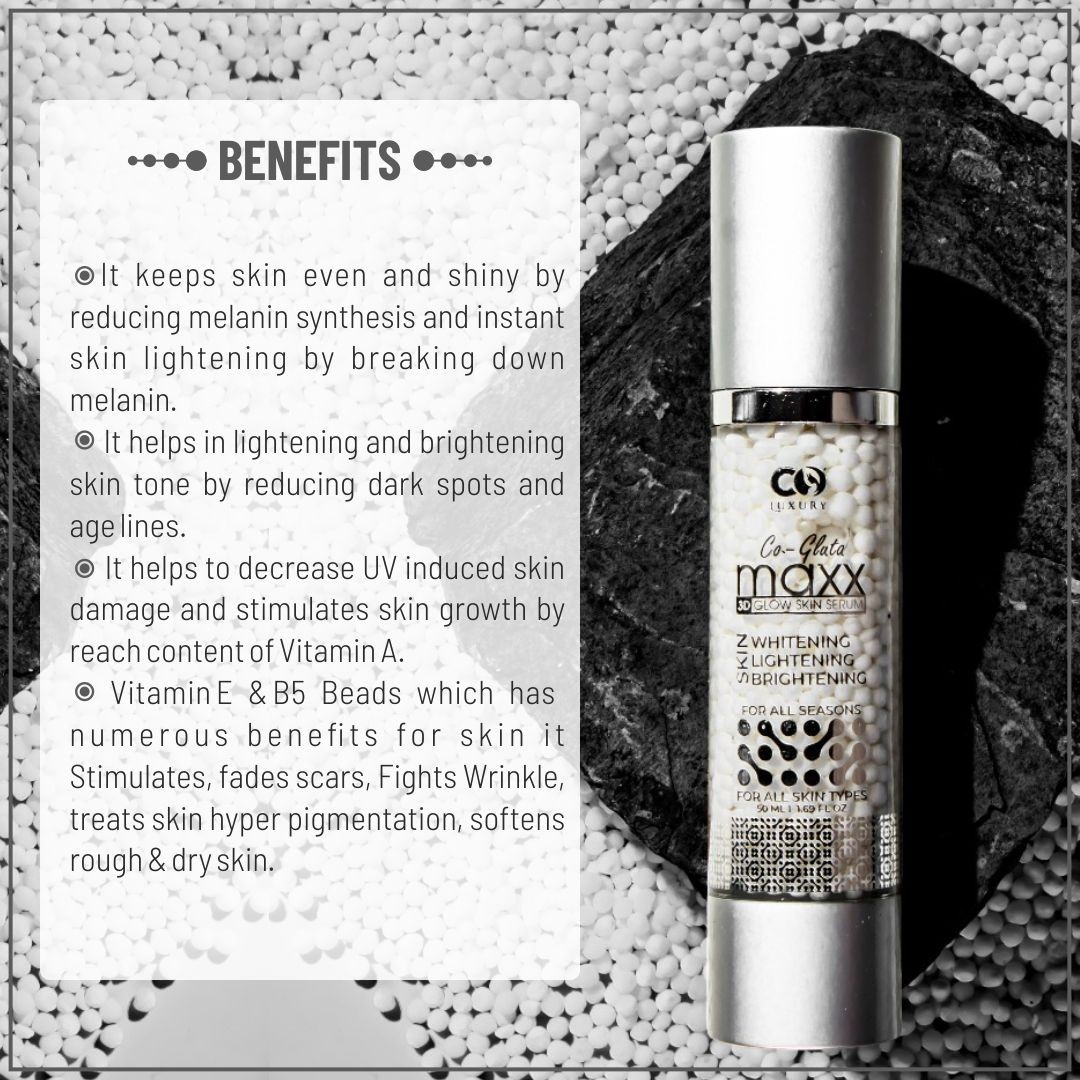 BENEFITS
It keeps skin even and shiny by
reducing melanin synthesis and instant
skin lightening by breaking down
melanin.
It helps in lightening and brightening
skin tone by reducing dark spots and
age lines.
It helps to decrease UV induced skin
damage and stimulates skin growth by
reach content of Vitamin A.
Vitamin E & B5 Beads which has
numerous benefits for skin it
Stimulates, fades scars, Fights Wrinkle,
treats skin hyper pigmentation, softens
rough & dry skin.
CO
LUXURY
Co-Gluta
maxx
3D GLOW SKIN SERUM
SKIN
WHITENING
LIGHTENING
BRIGHTENING
FOR ALL SEASONS
FOR ALL SKIN TYPES
50 ML | 1.69 FL OZ